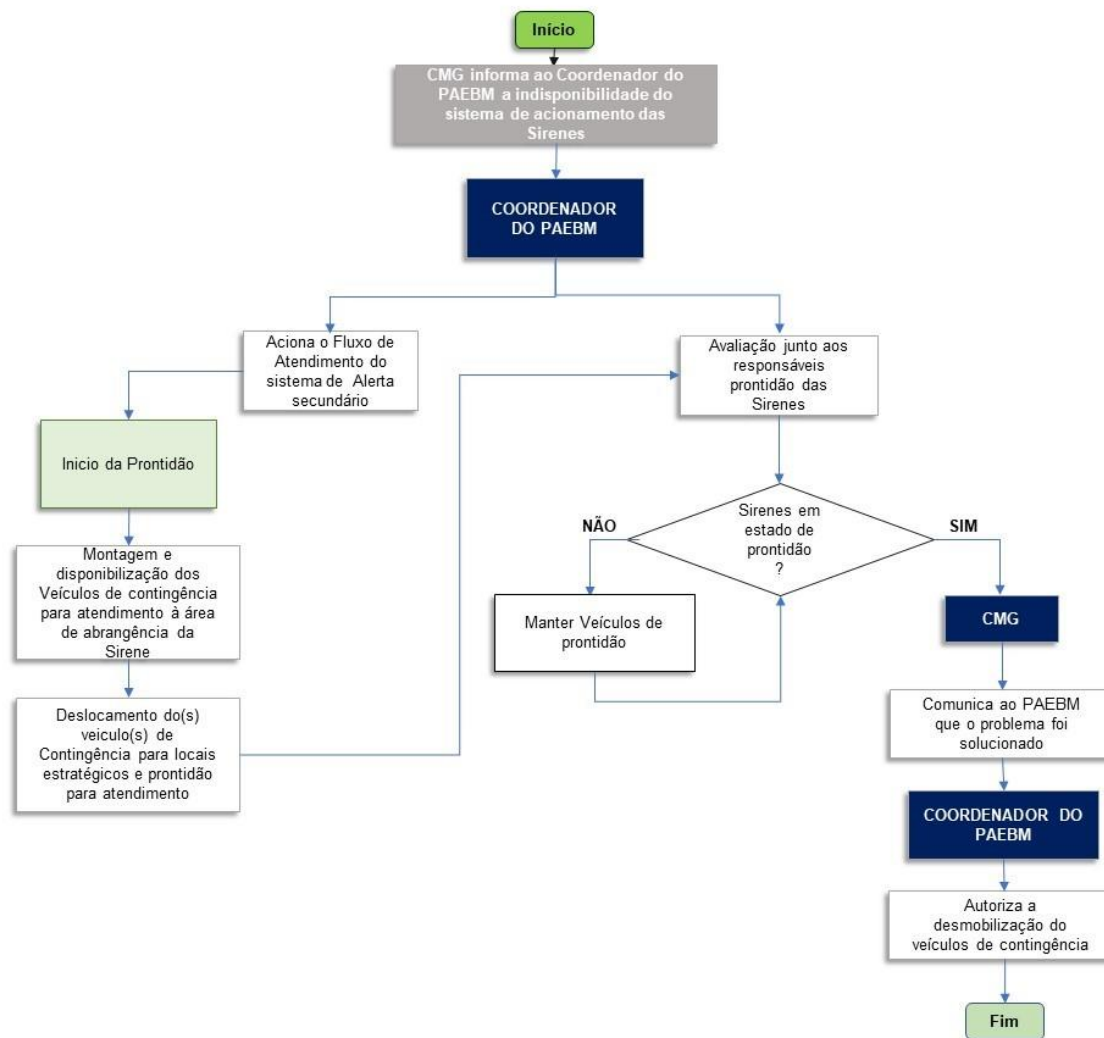 Início
CMG informa ao Coordenador do
PAEBM a indisponibilidade do
sistema de acionamento das
Sirenes
COORDENADOR
DO PAEBM
Aciona o Fluxo de
Atendimento do
sistema de Alerta
secundário
Avaliação junto aos
responsáveis
prontidão das
Sirenes
Inicio da Prontidão
Sirenes em
estado de
prontidão
?
NÃO
SIM
Montagem e
disponibilização dos
Veículos de contingência
para atendimento à área
de abrangência da
Sirene
Manter Veículos de
prontidão
CMG
Deslocamento do(s)
veiculo(s) de
Contingência para locais
estratégicos e prontidão
para atendimento
Comunica ao PAEBM
que o problema foi
solucionado
COORDENADOR DO
PAEBM
Autoriza a
desmobilização do
veículos de contingência
Fim